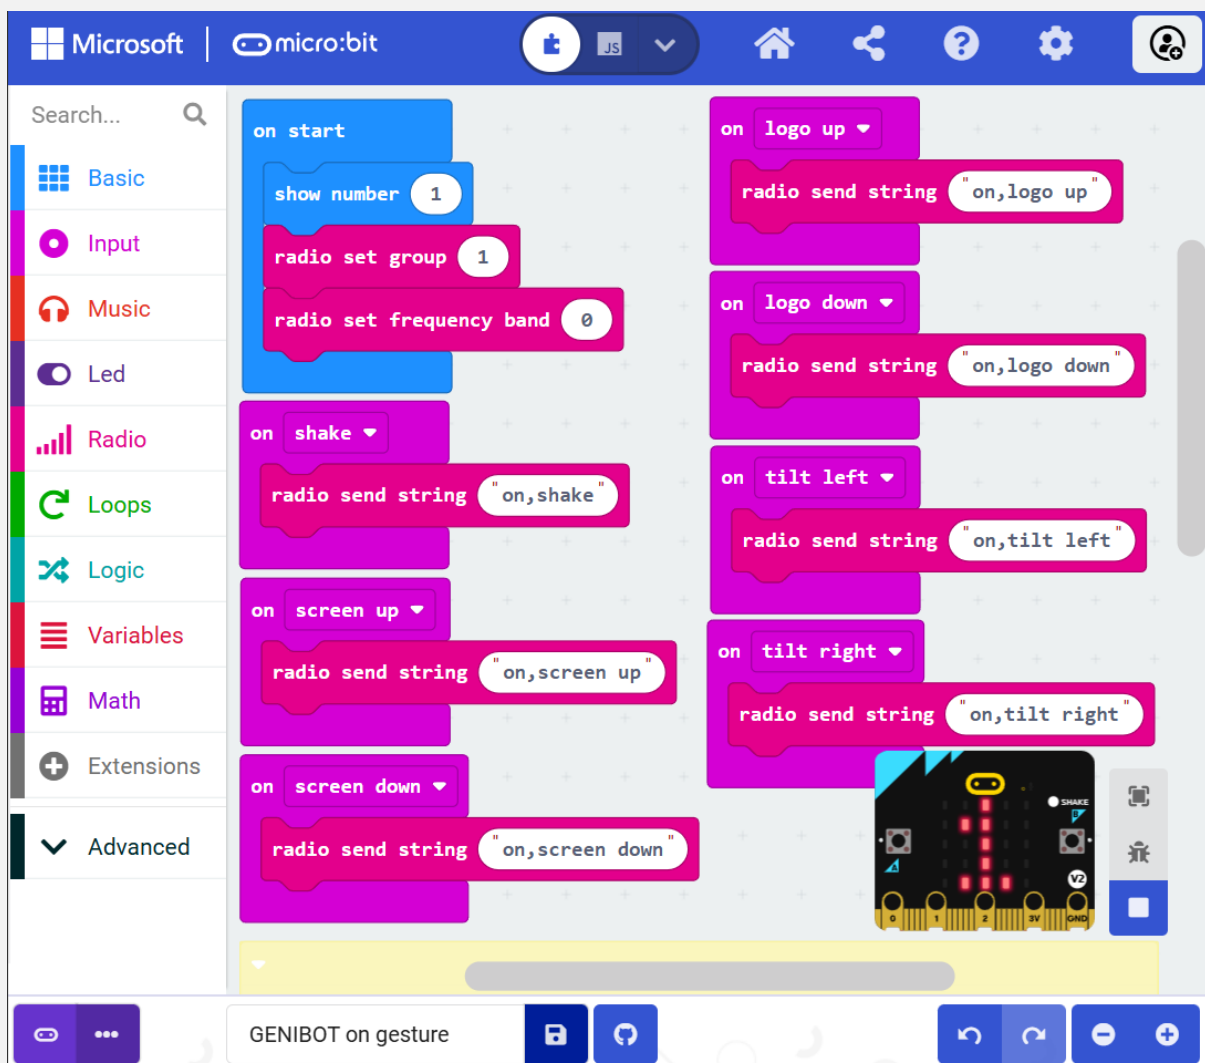 Microsoft micro:bit JS
Search...
Basic
Input
Music
Led
Radio
Loops
Logic
Variables
Math
Extensions
Advanced
on start
show number 1
radio set group 1
radio set frequency band 0
on shake
radio send string "on,shake"
on screen up
radio send string "on,screen up"
on screen down
radio send string "on,screen down"
on logo up
radio send string "on,logo up"
on logo down
radio send string "on,logo down"
on tilt left
radio send string "on,tilt left"
on tilt right
radio send string "on,tilt right"
SHAKE
B
A
V2
0 1 2 3V GND
GENIBOT on gesture